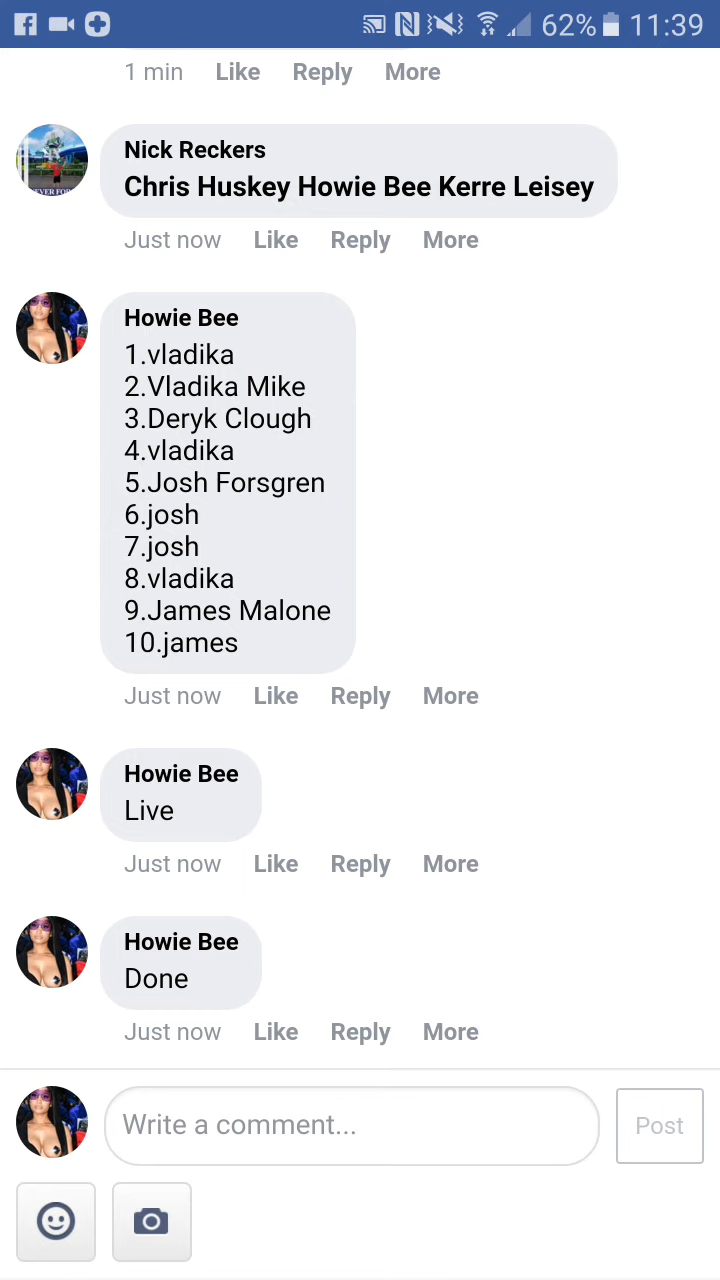 62% 11:39
1 min Like Reply More
Nick Reckers
Chris Huskey Howie Bee Kerre Leisey
Just now Like Reply More
Howie Bee
1.vladika
2.Vladika Mike
3.Deryk Clough
4.vladika
5.Josh Forsgren
6.josh
7.josh
8.vladika
9.James Malone
10.james
Just now Like Reply More
Howie Bee
Live
Just now Like Reply More
Howie Bee
Done
Just now Like Reply More
Write a comment... Post